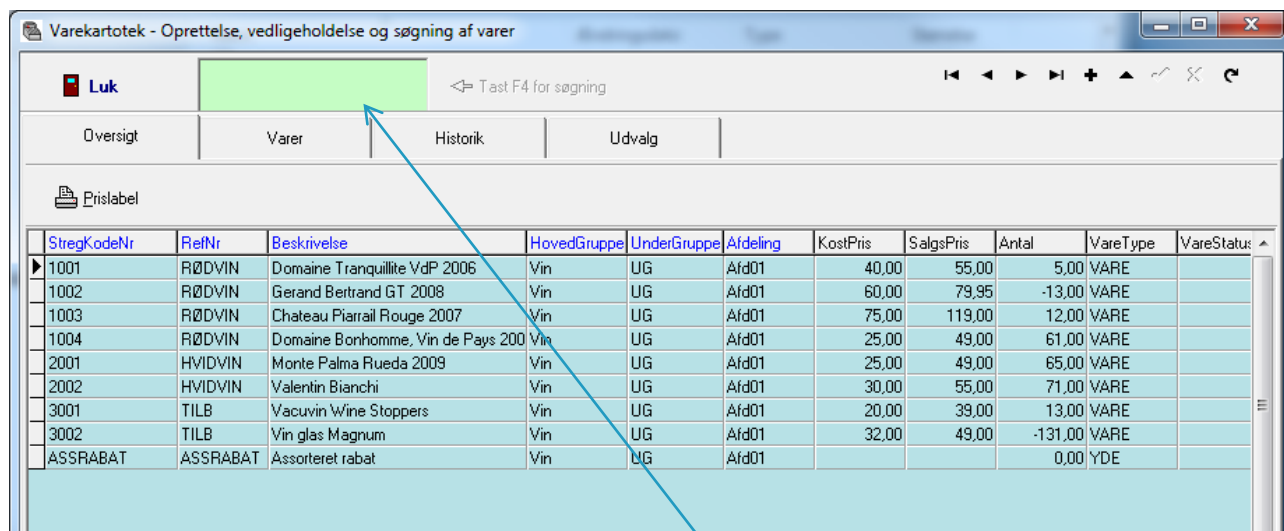 Varekartotek - Oprettelse, vedligeholdelse og søgning af varer
Luk Tast F4 for søgning
Oversigt Varer Historik Udvalg
Prislabel
StregKodeNr RefNr Beskrivelse HovedGruppe UnderGruppe Afdeling KostPris SalgsPris Antal VareType VareStatus
1001 RØDVIN Domaine Tranquillite VdP 2006 Vin UG Afd01 40,00 55,00 5,00 VARE
1002 RØDVIN Gerand Bertrand GT 2008 Vin UG Afd01 60,00 79,95 -13,00 VARE
1003 RØDVIN Chateau Piarrail Rouge 2007 Vin UG Afd01 75,00 119,00 12,00 VARE
1004 RØDVIN Domaine Bonhomme, Vin de Pays 200 Vin UG Afd01 25,00 49,00 61,00 VARE
2001 HVIDVIN Monte Palma Rueda 2009 Vin UG Afd01 25,00 49,00 65,00 VARE
2002 HVIDVIN Valentin Bianchi Vin UG Afd01 30,00 55,00 71,00 VARE
3001 TILB Vacuvin Wine Stoppers Vin UG Afd01 20,00 39,00 13,00 VARE
3002 TILB Vin glas Magnum Vin UG Afd01 32,00 49,00 -131,00 VARE
ASSRABAT ASSRABAT Assorteret rabat Vin UG Afd01 0,00 YDE